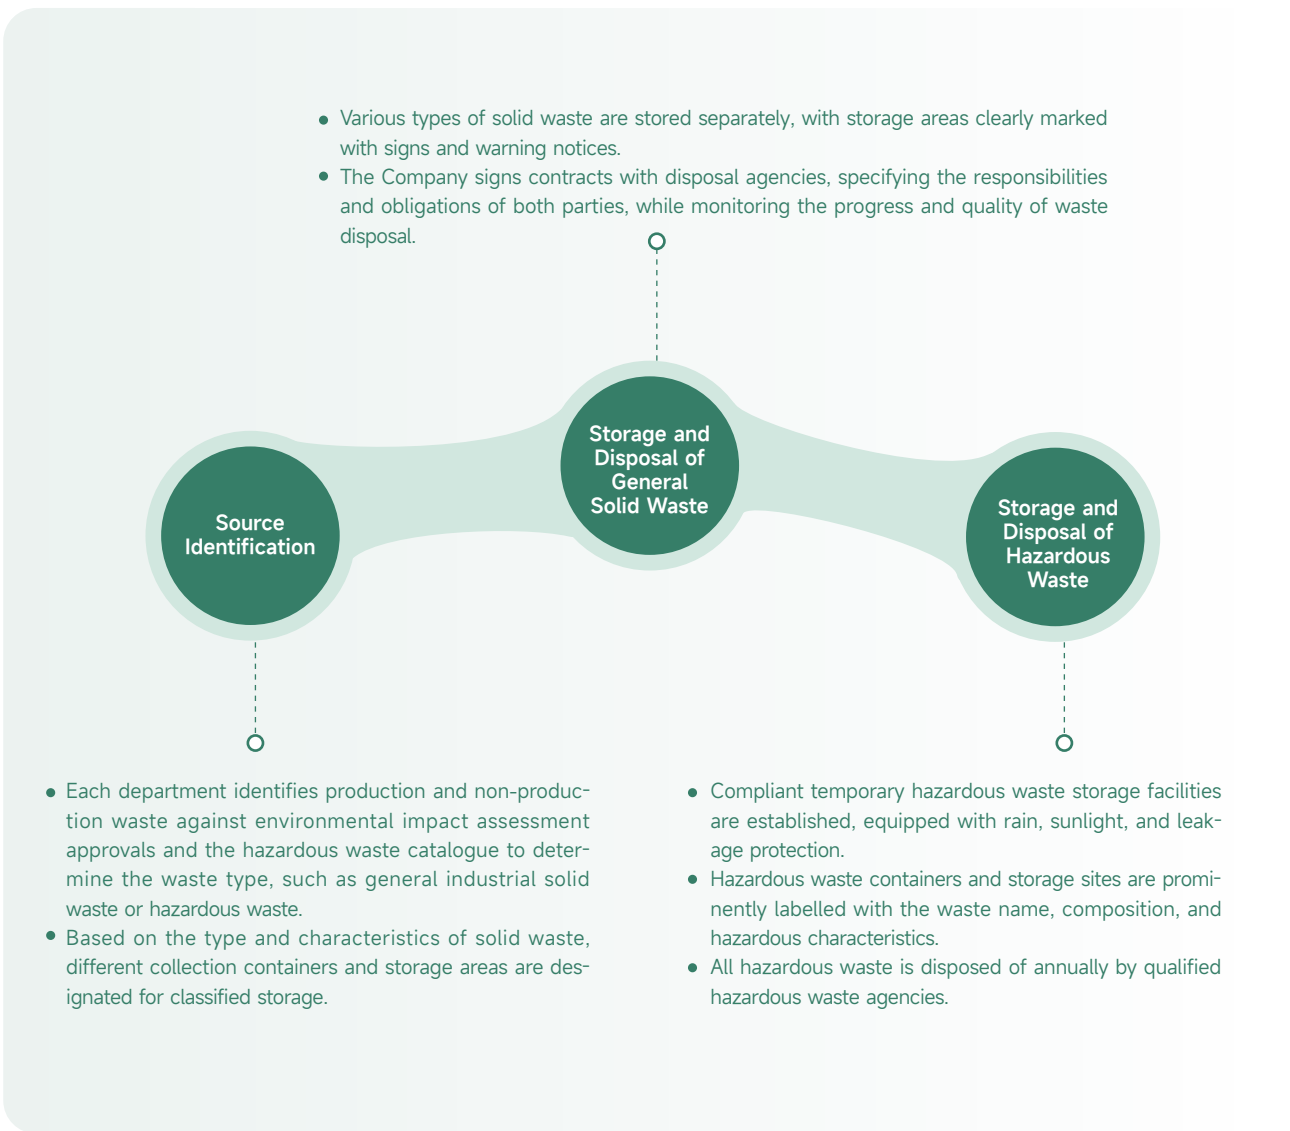 Various types of solid waste are stored separately, with storage areas clearly marked
with signs and warning notices.
The Company signs contracts with disposal agencies, specifying the responsibilities
and obligations of both parties, while monitoring the progress and quality of waste
disposal.
Source
Identification
Storage and
Disposal of
General
Solid Waste
Storage and
Disposal of
Hazardous
Waste
Each department identifies production and non-produc-
tion waste against environmental impact assessment
approvals and the hazardous waste catalogue to deter-
mine the waste type, such as general industrial solid
waste or hazardous waste.
Based on the type and characteristics of solid waste,
different collection containers and storage areas are des-
ignated for classified storage.
Compliant temporary hazardous waste storage facilities
are established, equipped with rain, sunlight, and leak-
age protection.
Hazardous waste containers and storage sites are promi-
nently labelled with the waste name, composition, and
hazardous characteristics.
All hazardous waste is disposed of annually by qualified
hazardous waste agencies.